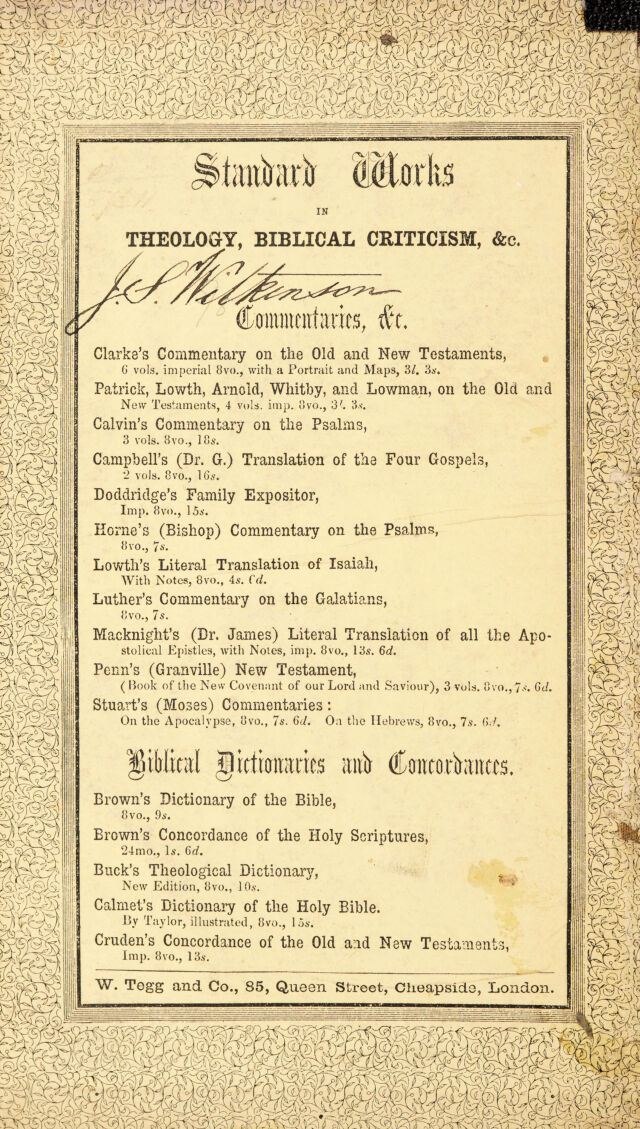 Standard Works
IN
THEOLOGY, BIBLICAL CRITICISM, &c.
J. S. Wilkinson
Commentaries, &c.
Clarke's Commentary on the Old and New Testaments,
6 vols. imperial 8vo., with a Portrait and Maps, 3l. 3s.
Patrick, Lowth, Arnold, Whitby, and Lowman, on the Old and
New Testaments, 4 vols. imp. 8vo., 3l. 3s.
Calvin's Commentary on the Psalms,
3 vols. 8vo., 18s.
Campbell's (Dr. G.) Translation of the Four Gospels,
2 vols. 8vo., 16s.
Doddridge's Family Expositor,
Imp. 8vo., 15s.
Horne's (Bishop) Commentary on the Psalms,
8vo., 7s.
Lowth's Literal Translation of Isaiah,
With Notes, 8vo., 4s. 6d.
Luther's Commentary on the Galatians,
8vo., 7s.
Macknight's (Dr. James) Literal Translation of all the Apo-
stolical Epistles, with Notes, imp. 8vo., 13s. 6d.
Penn's (Granville) New Testament,
(Book of the New Covenant of our Lord and Saviour), 3 vols. 8vo., 7s. 6d.
Stuart's (Moses) Commentaries:
On the Apocalypse, 8vo., 7s. 6d. On the Hebrews, 8vo., 7s. 6d.
Biblical Dictionaries and Concordances.
Brown's Dictionary of the Bible,
8vo., 9s.
Brown's Concordance of the Holy Scriptures,
24mo., 1s. 6d.
Buck's Theological Dictionary,
New Edition, 8vo., 10s.
Calmet's Dictionary of the Holy Bible.
By Taylor, illustrated, 8vo., 15s.
Cruden's Concordance of the Old and New Testaments,
Imp. 8vo., 13s.
W. Tegg and Co., 85, Queen Street, Cheapside, London.